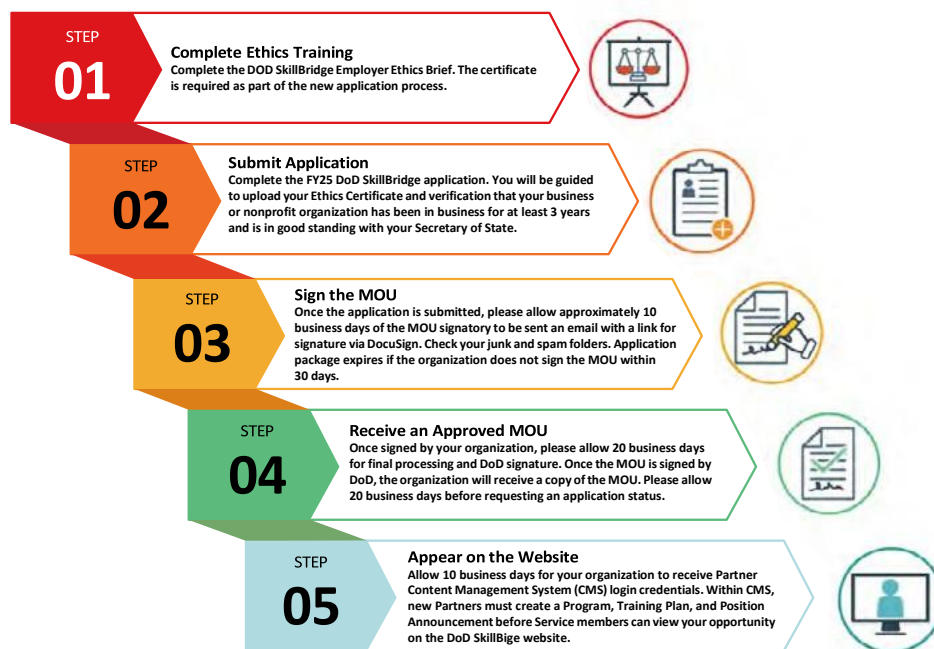 STEP
01
Complete Ethics Training
Complete the DOD SkillBridge Employer Ethics Brief. The certificate
is required as part of the new application process.
STEP
02
Submit Application
Complete the FY25 DoD SkillBridge application. You will be guided
to upload your Ethics Certificate and verification that your business
or nonprofit organization has been in business for at least 3 years
and is in good standing with your Secretary of State.
STEP
03
Sign the MOU
Once the application is submitted, please allow approximately 10
business days of the MOU signatory to be sent an email with a link for
signature via DocuSign. Check your junk and spam folders. Application
package expires if the organization does not sign the MOU within
30 days.
STEP
04
Receive an Approved MOU
Once signed by your organization, please allow 20 business days
for final processing and DoD signature. Once the MOU is signed by
DoD, the organization will receive a copy of the MOU. Please allow
20 business days before requesting an application status.
STEP
05
Appear on the Website
Allow 10 business days for your organization to receive Partner
Content Management System (CMS) login credentials. Within CMS,
new Partners must create a Program, Training Plan, and Position
Announcement before Service members can view your opportunity
on the DoD SkillBige website.